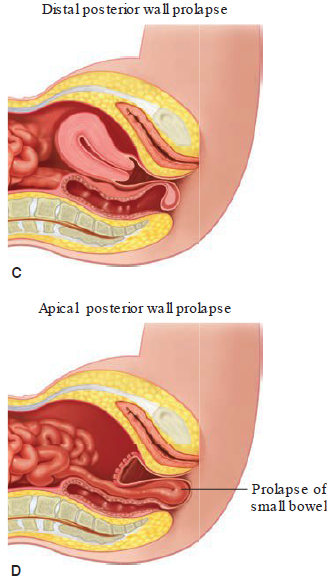 Distal posterior wall prolapse
C
Apical posterior wall prolapse
Prolapse of
small bowel
D